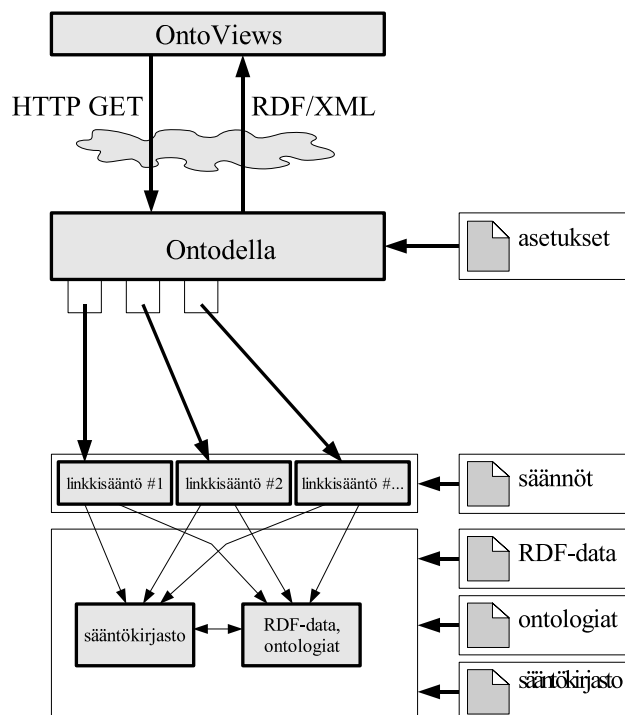 OntoViews
HTTP GET
RDF/XML
Ontodella
asetukset
linkkisääntö #1
linkkisääntö #2
linkkisääntö #...
säännöt
RDF-data
sääntökirjasto
RDF-data,
ontologiat
ontologiat
sääntökirjasto